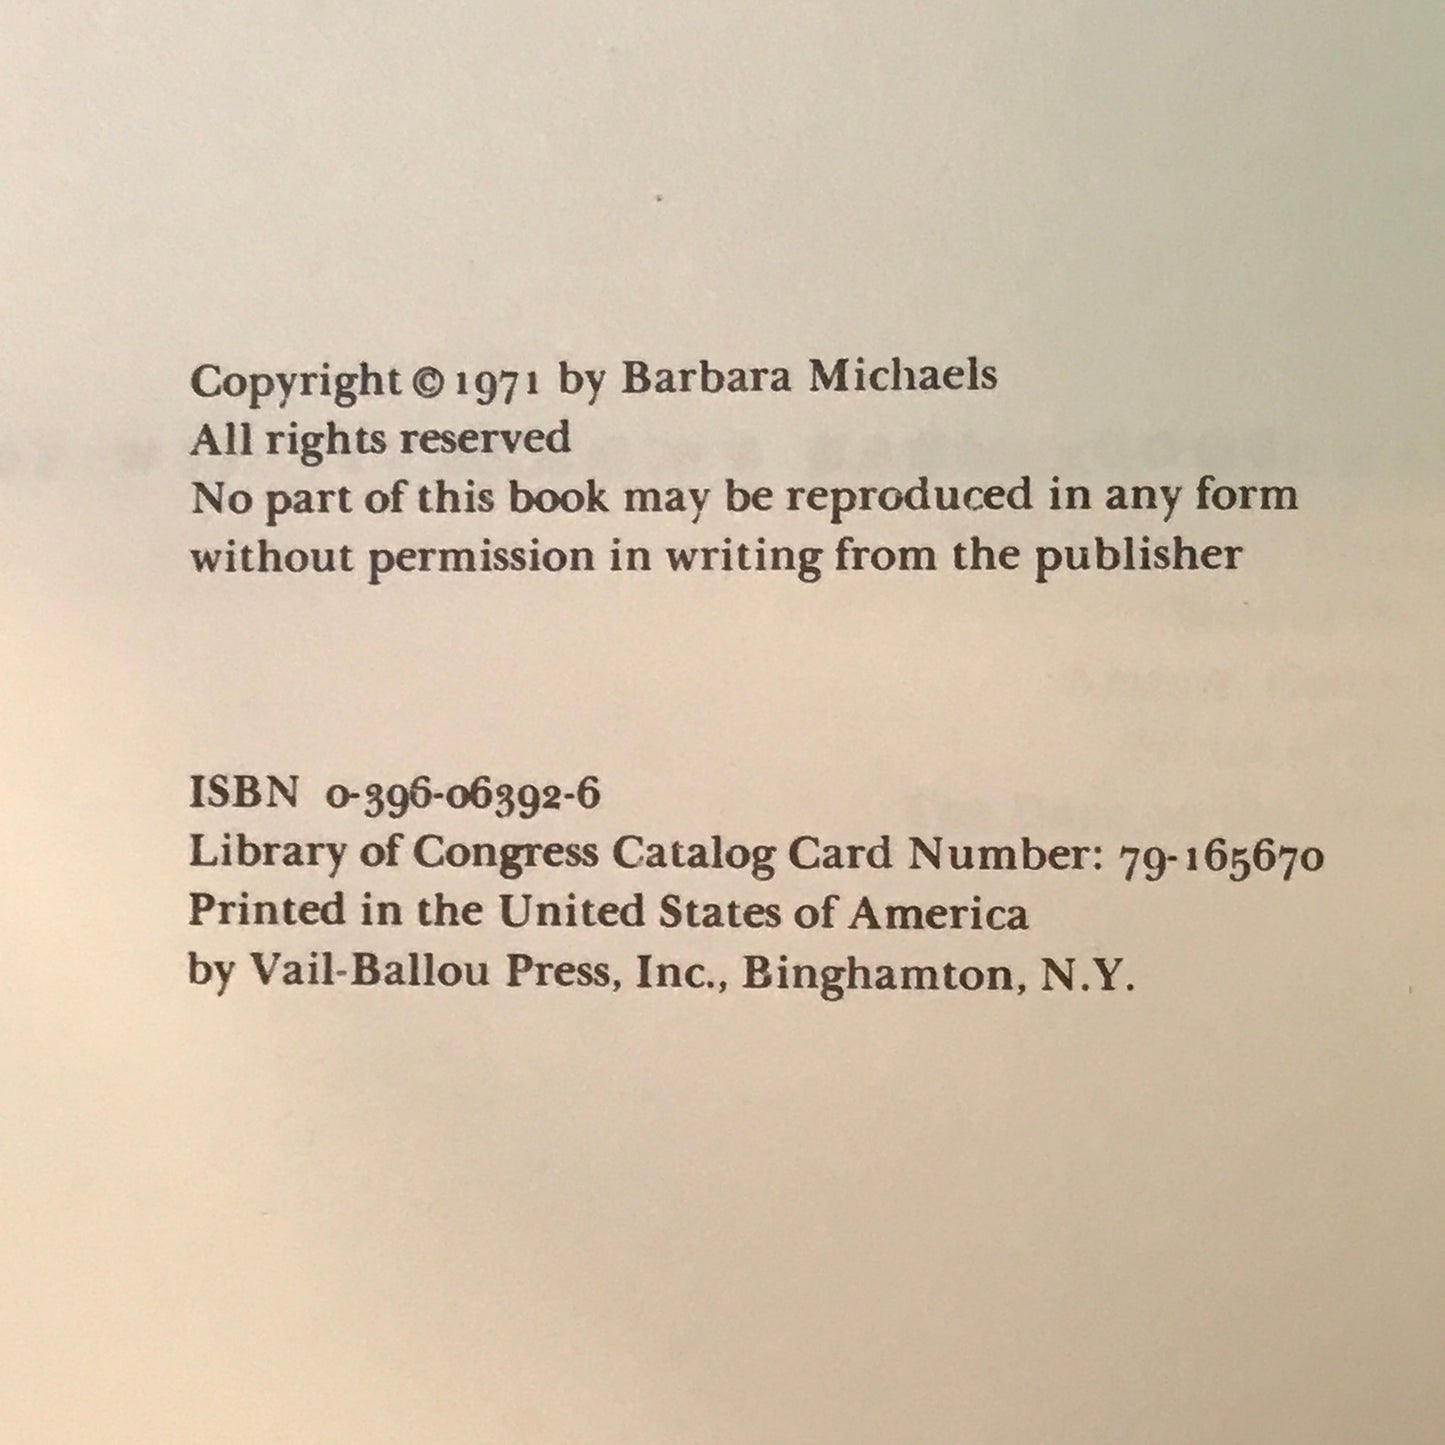 Copyright © 1971 by Barbara Michaels
All rights reserved
No part of this book may be reproduced in any form
without permission in writing from the publisher
ISBN 0-396-06392-6
Library of Congress Catalog Card Number: 79-165670
Printed in the United States of America
by Vail-Ballou Press, Inc., Binghamton, N.Y.